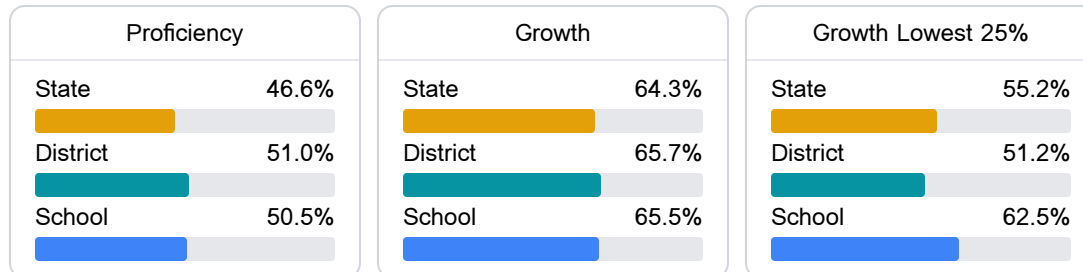 Proficiency
State 46.6%
District 51.0%
School 50.5%
Growth
State 64.3%
District 65.7%
School 65.5%
Growth Lowest 25%
State 55.2%
District 51.2%
School 62.5%